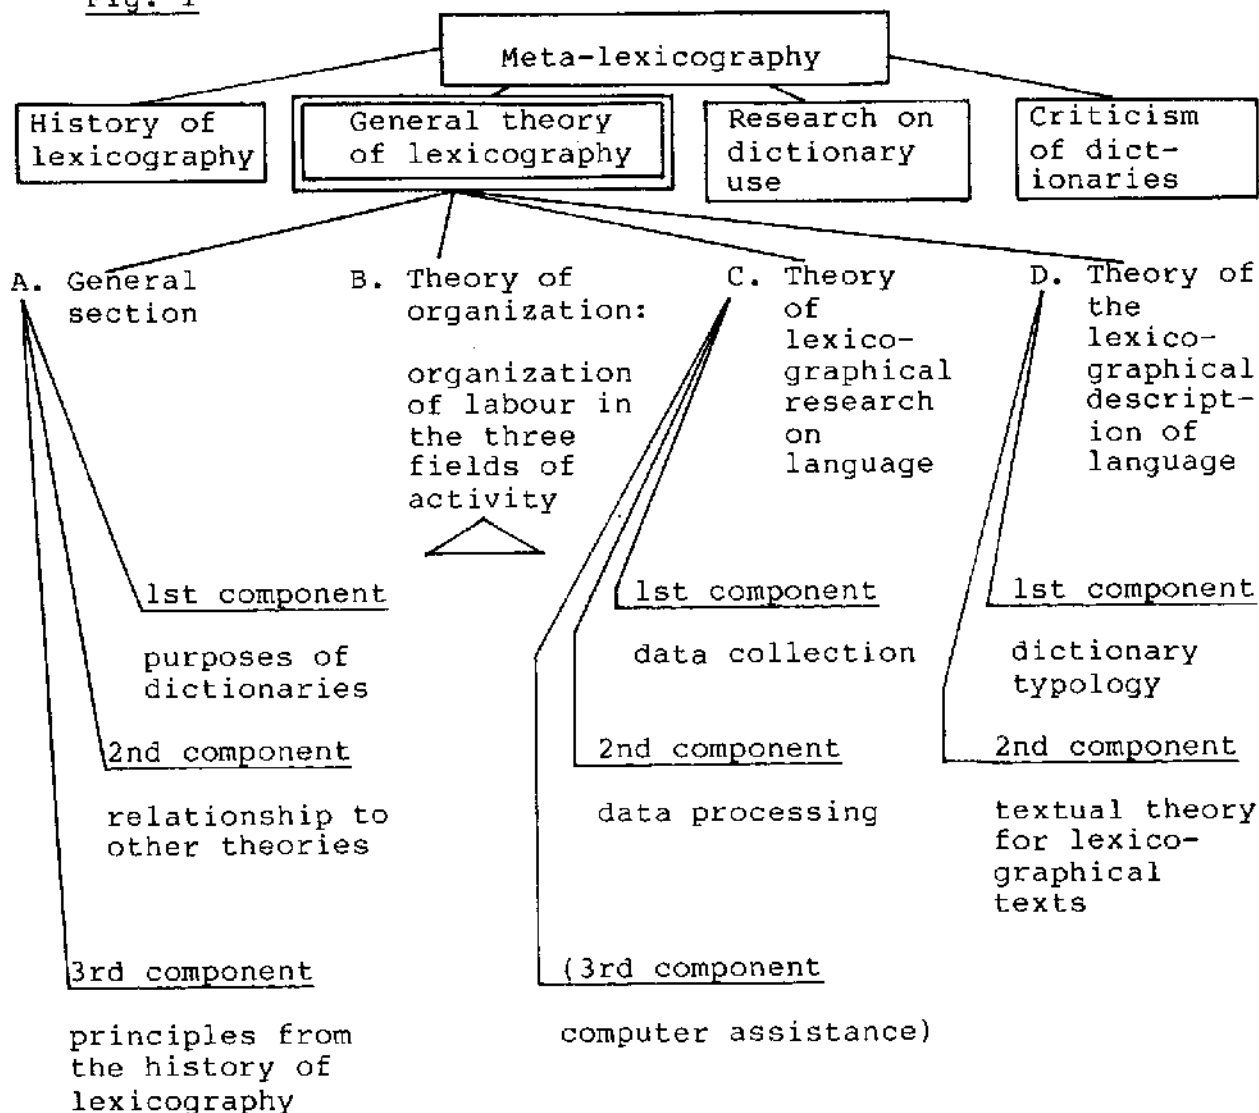 Fig. 1
Meta-lexicography
History of
lexicography
General theory
of lexicography
Research on
dictionary
use
Criticism
of dict-
ionaries
A. General
section
B. Theory of
organization:
organization
of labour in
the three
fields of
activity
C. Theory
of
lexico-
graphical
research
on
language
D. Theory of
the
lexico-
graphical
descript-
ion of
language
1st component
purposes of
dictionaries
2nd component
relationship to
other theories
3rd component
principles from
the history of
lexicography
1st component
data collection
2nd component
data processing
(3rd component
computer assistance)
1st component
dictionary
typology
2nd component
textual theory
for lexico-
graphical
texts